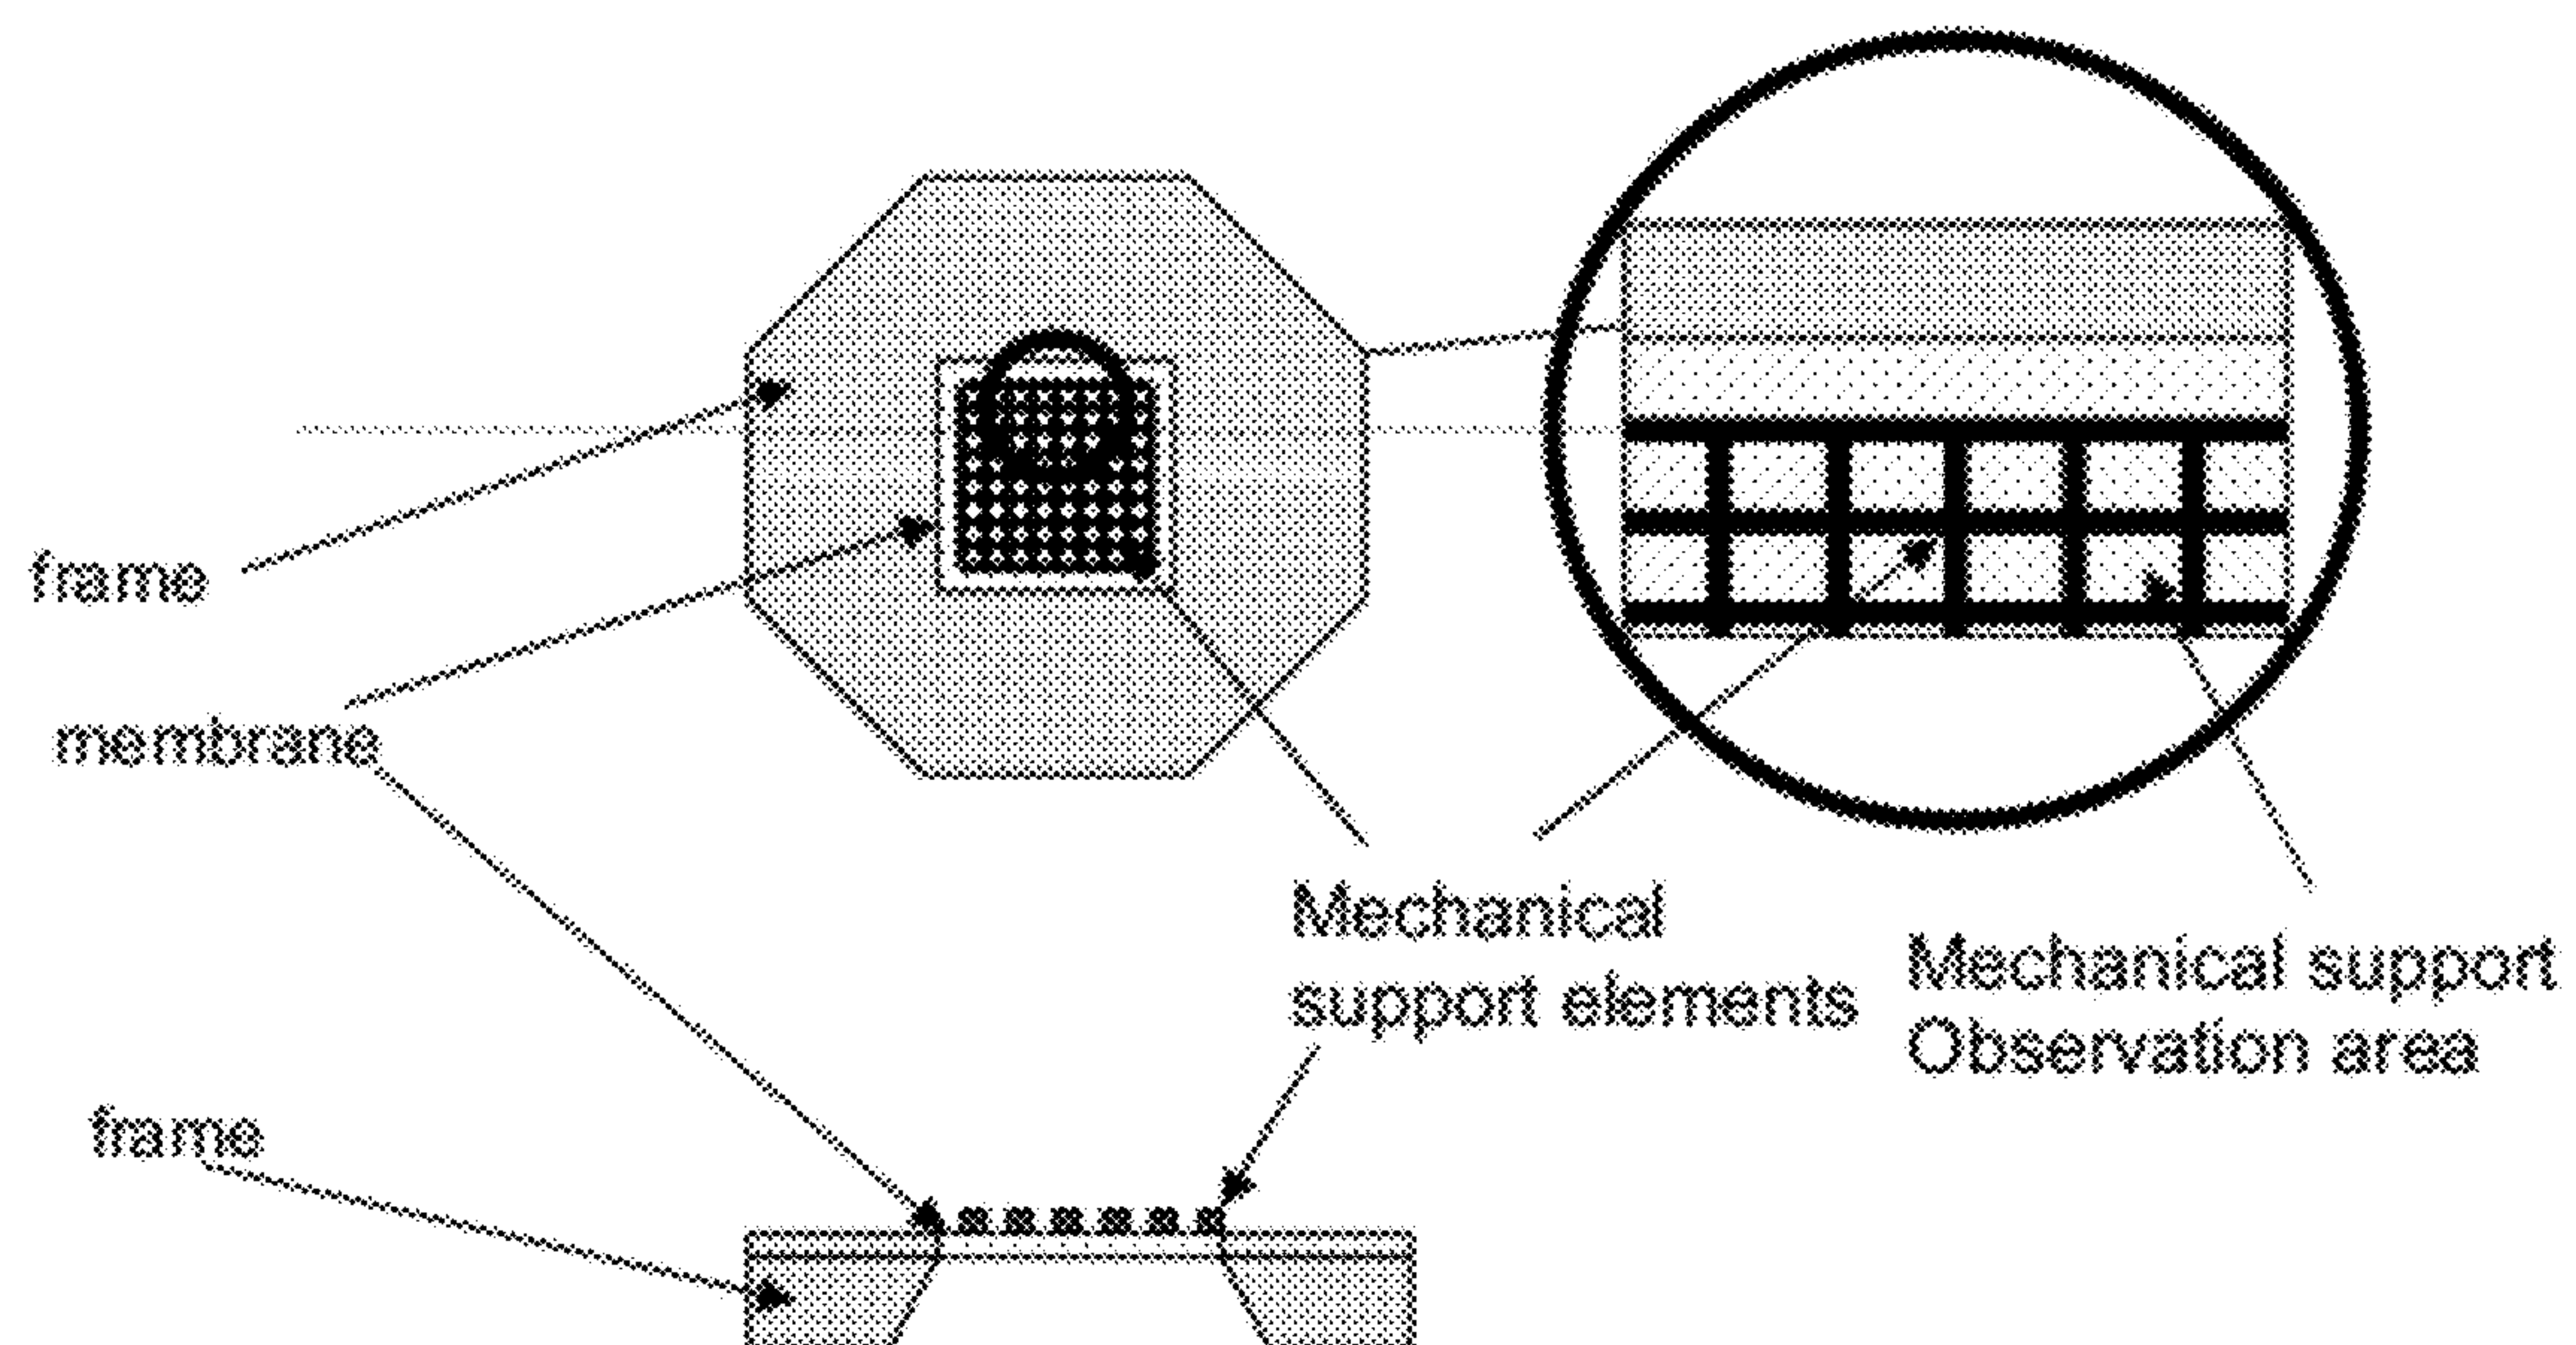 frame
membrane
Mechanical
support elements
Mechanical support
Observation area
frame